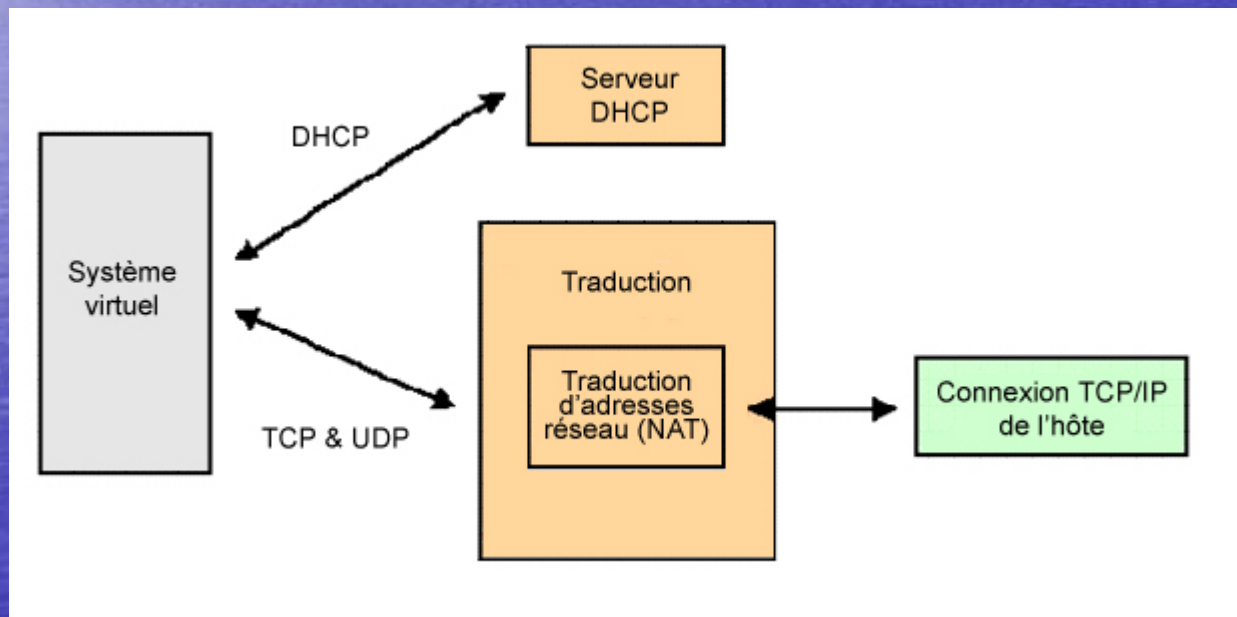 Serveur
DHCP
DHCP
Système
virtuel
Traduction
Traduction
d'adresses
réseau (NAT)
TCP & UDP
Connexion TCP/IP
de l'hôte